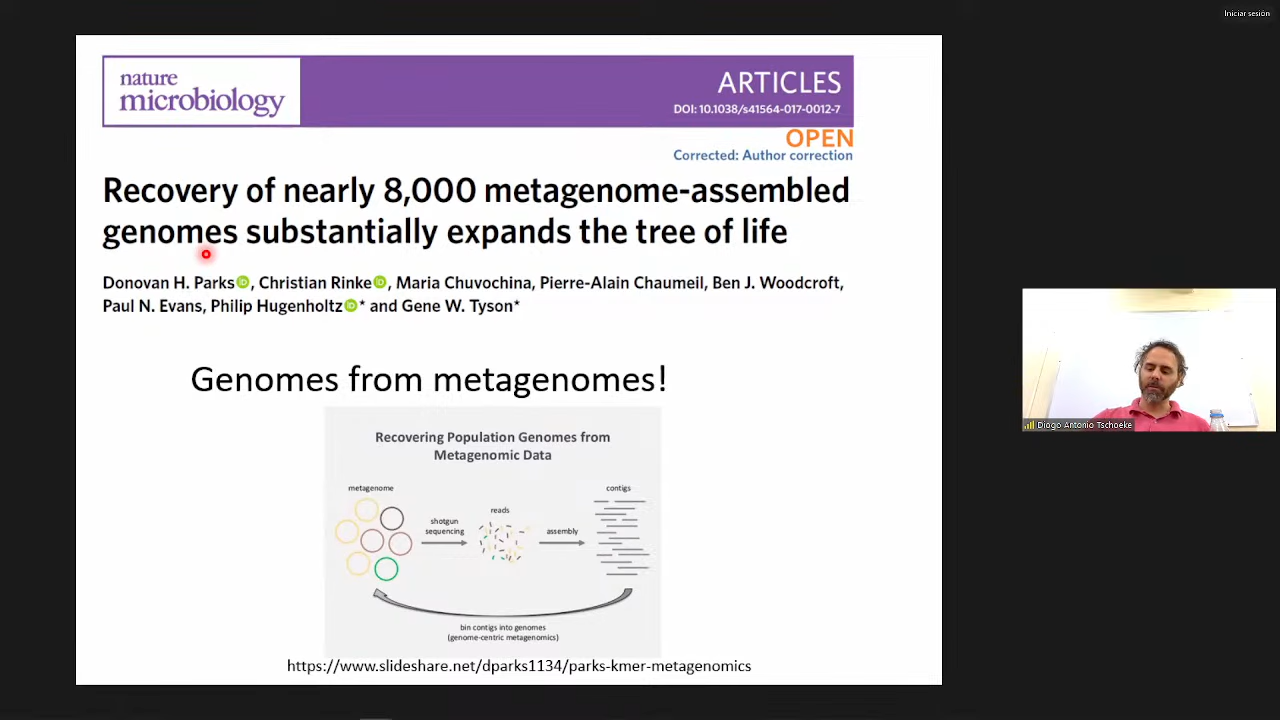 Iniciar sesión
nature
microbiology
ARTICLES
DOI: 10.1038/s41564-017-0012-7
OPEN
Corrected: Author correction
Recovery of nearly 8,000 metagenome-assembled
genomes substantially expands the tree of life
Donovan H. Parks, Christian Rinke, Maria Chuvochina, Pierre-Alain Chaumeil, Ben J. Woodcroft,
Paul N. Evans, Philip Hugenholtz* and Gene W. Tyson*
Genomes from metagenomes!
Recovering Population Genomes from
Metagenomic Data
metagenome
shotgun
sequencing
reads
assembly
contigs
bin contigs into genomes
(genome-centric metagenomics)
https://www.slideshare.net/dparks1134/parks-kmer-metagenomics
Diogo Antonio Tschoeke